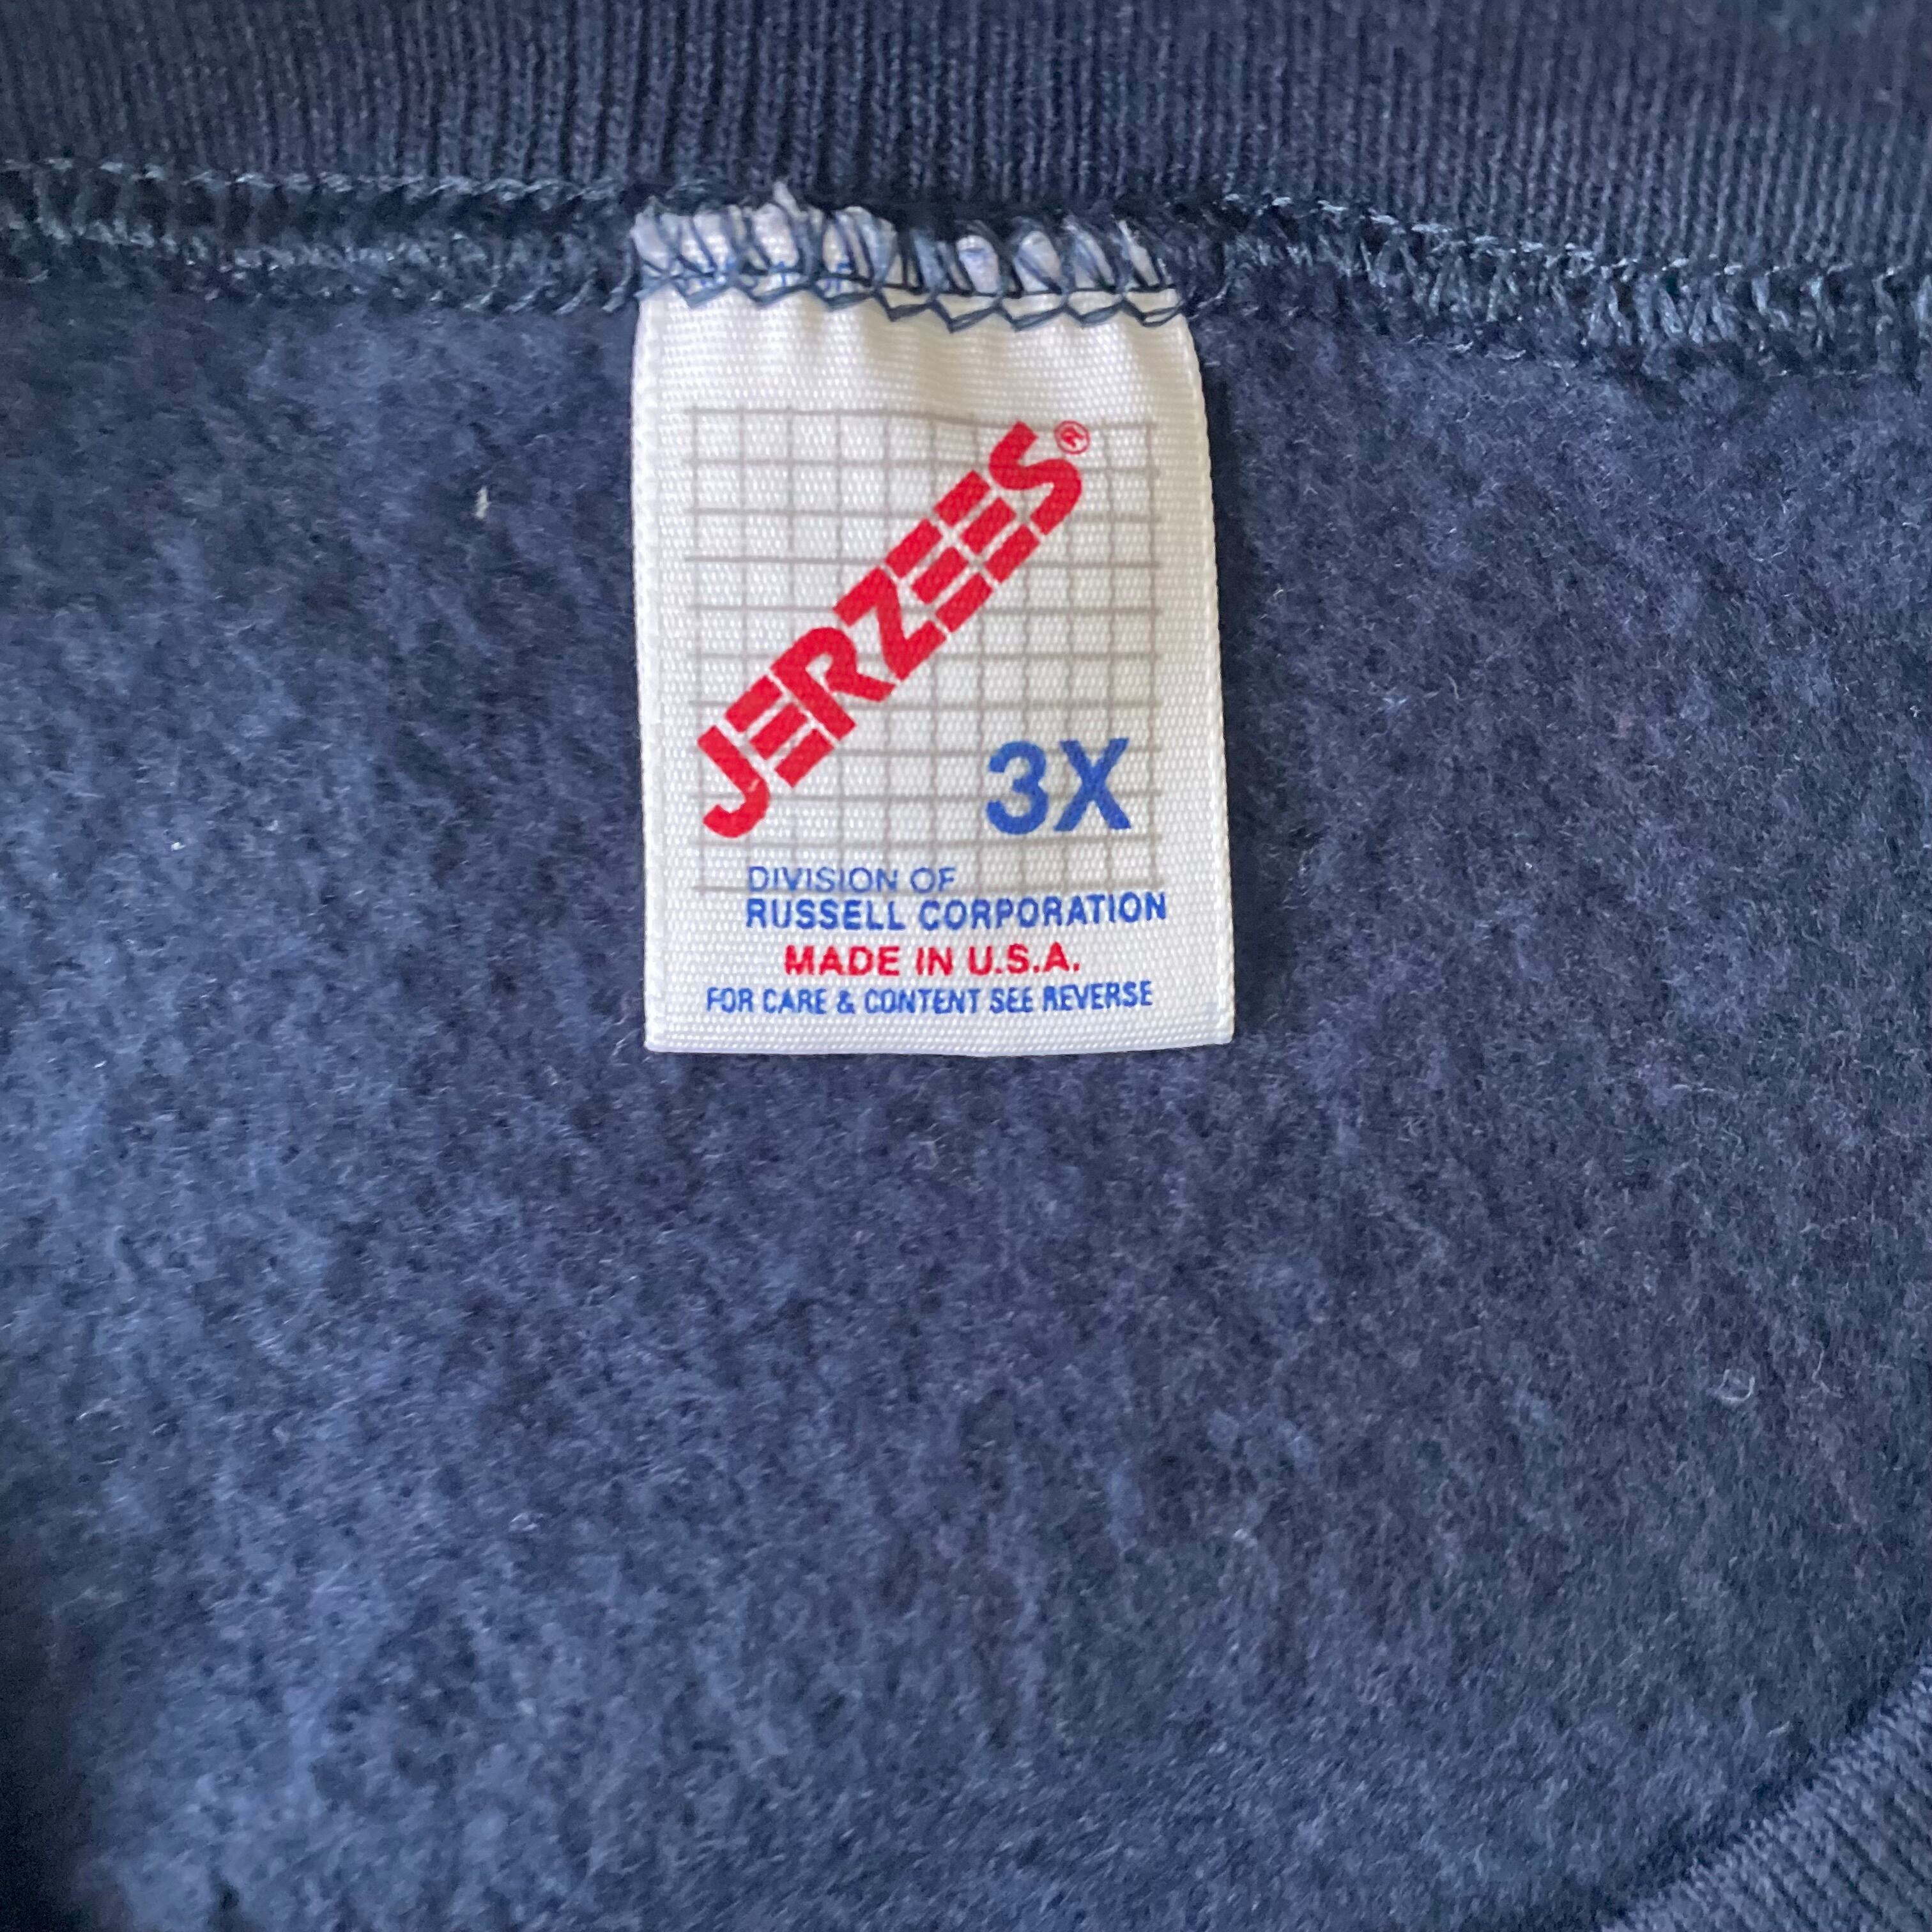 JERZEES®
3X
DIVISION OF
RUSSELL CORPORATION
MADE IN U.S.A.
FOR CARE & CONTENT SEE REVERSE